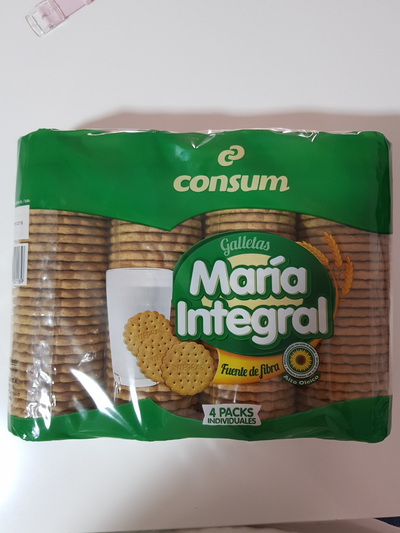 consum
Galletas
María
Integral
Fuente de fibra
Alto Oleico
4 PACKS
INDIVIDUALES